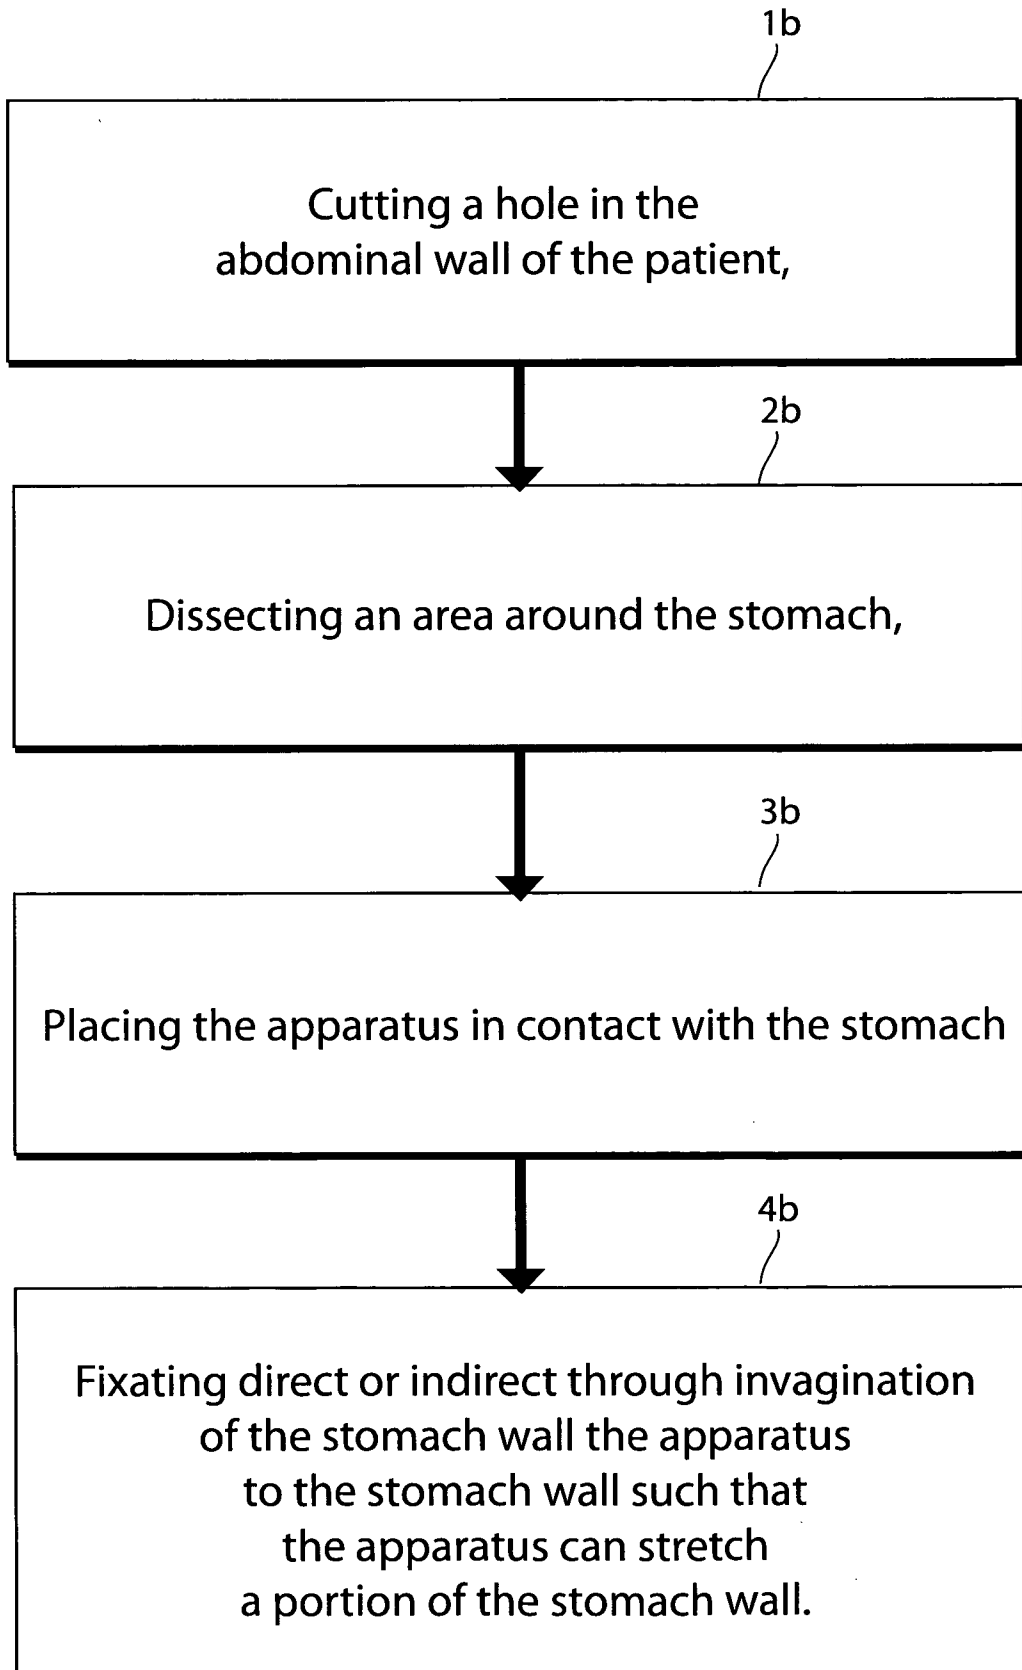 1b
Cutting a hole in the
abdominal wall of the patient,
2b
Dissecting an area around the stomach,
3b
Placing the apparatus in contact with the stomach
4b
Fixating direct or indirect through invagination
of the stomach wall the apparatus
to the stomach wall such that
the apparatus can stretch
a portion of the stomach wall.